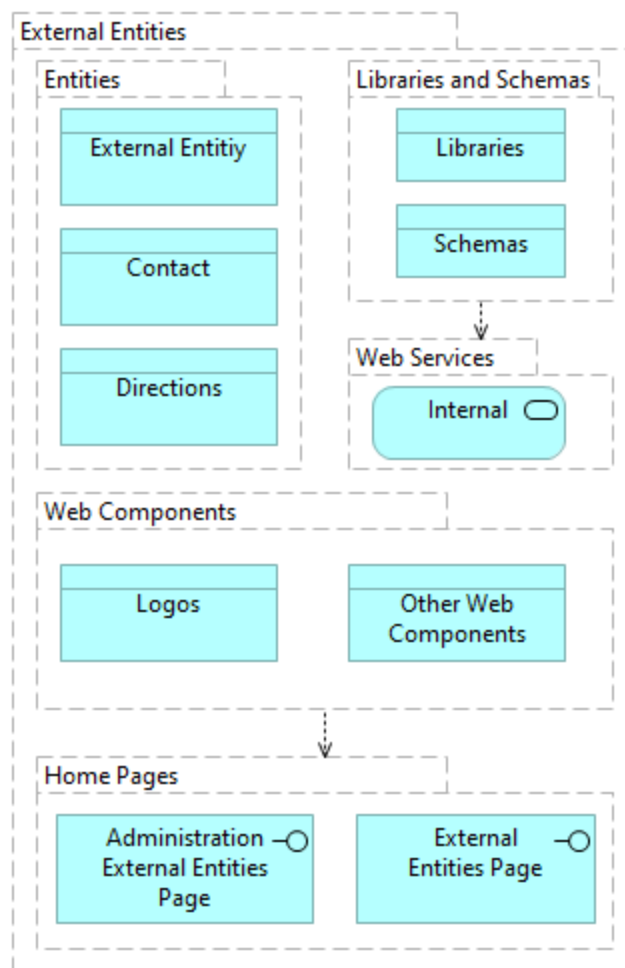 External Entities
Entities
External Entitiy
Contact
Directions
Libraries and Schemas
Libraries
Schemas
Web Services
Internal
Web Components
Logos
Other Web
Components
Home Pages
Administration
External Entities
Page
External
Entities Page